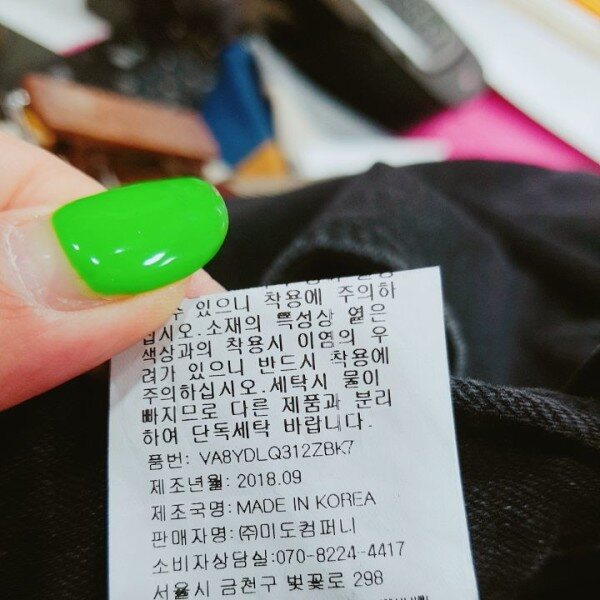 있으니 착용에 주의하
십시오.소재의 특성상 옅은
색상과의 착용시 이염의 우
려가 있으니 반드시 착용에
주의하십시오.세탁시 물이
빠지므로 다른 제품과 분리
하여 단독세탁 바랍니다.
품번: VA8YDLQ312ZBK7
제조년월: 2018.09
제조국명: MADE IN KOREA
판매자명: ㈜미도컴퍼니
소비자상담실:070-8224-4417
서울시 금천구 벚꽃로 298